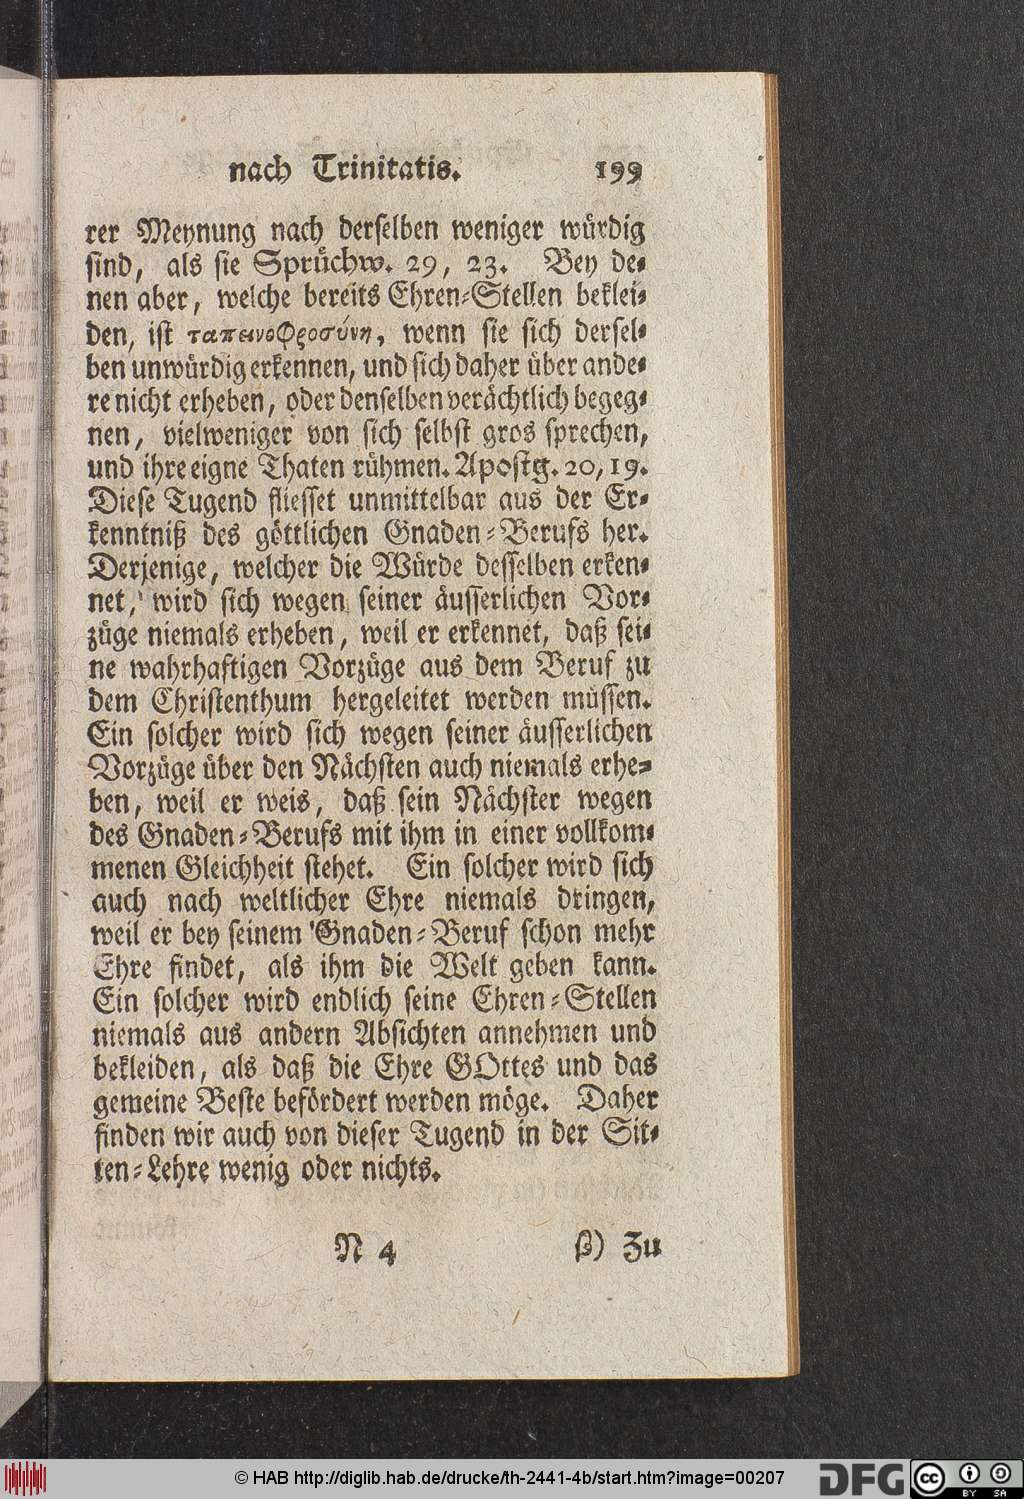 nach Trinitatis. 199
rer Meynung nach derselben weniger würdig
sind, als sie Sprüchw. 29, 23. Bey de-
nen aber, welche bereits Ehren-Stellen beklei-
den, ist ταπεινοφροσύνη, wenn sie sich dersel-
ben unwürdig erkennen, und sich daher über ande-
re nicht erheben, oder denselben verächtlich begeg-
nen, vielweniger von sich selbst gros sprechen,
und ihre eigne Thaten rühmen. Apostg. 20, 19.
Diese Tugend fliesset unmittelbar aus der Er-
kenntniß des göttlichen Gnaden-Berufs her.
Derjenige, welcher die Würde desselben erken-
net, wird sich wegen seiner äusserlichen Vor-
züge niemals erheben, weil er erkennet, daß sei-
ne wahrhaftigen Vorzüge aus dem Beruf zu
dem Christenthum hergeleitet werden müssen.
Ein solcher wird sich wegen seiner äusserlichen
Vorzüge über den Nächsten auch niemals erhe-
ben, weil er weis, daß sein Nächster wegen
des Gnaden-Berufs mit ihm in einer vollkom-
menen Gleichheit stehet. Ein solcher wird sich
auch nach weltlicher Ehre niemals dringen,
weil er bey seinem Gnaden-Beruf schon mehr
Ehre findet, als ihm die Welt geben kann.
Ein solcher wird endlich seine Ehren-Stellen
niemals aus andern Absichten annehmen und
bekleiden, als daß die Ehre GOttes und das
gemeine Beste befördert werden möge. Daher
finden wir auch von dieser Tugend in der Sit-
ten-Lehre wenig oder nichts.
N 4 β) Zu
© HAB http://diglib.hab.de/drucke/th-2441-4b/start.htm?image=00207
DFG
cc BY SA